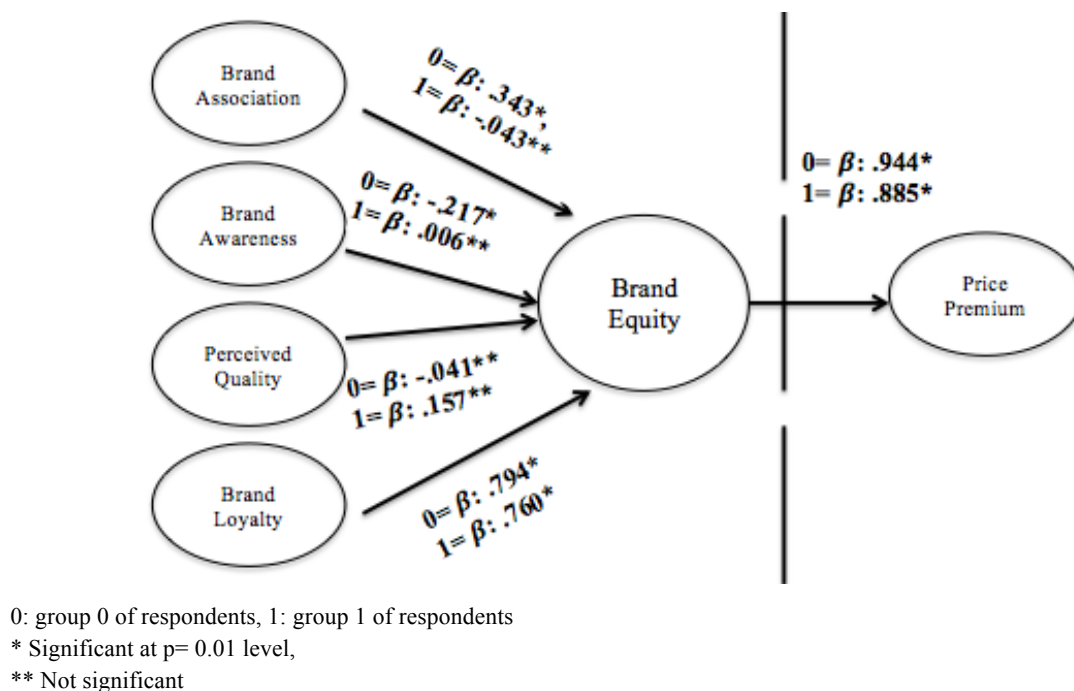 Brand
Association
0= β: .343*,
1= β: -.043**
Brand
Awareness
0= β: -.217*
1= β: .006**
Perceived
Quality
0= β: -.041**
1= β: .157**
Brand
Loyalty
0= β: .794*
1= β: .760*
Brand
Equity
0= β: .944*
1= β: .885*
Price
Premium
0: group 0 of respondents, 1: group 1 of respondents
* Significant at p= 0.01 level,
** Not significant